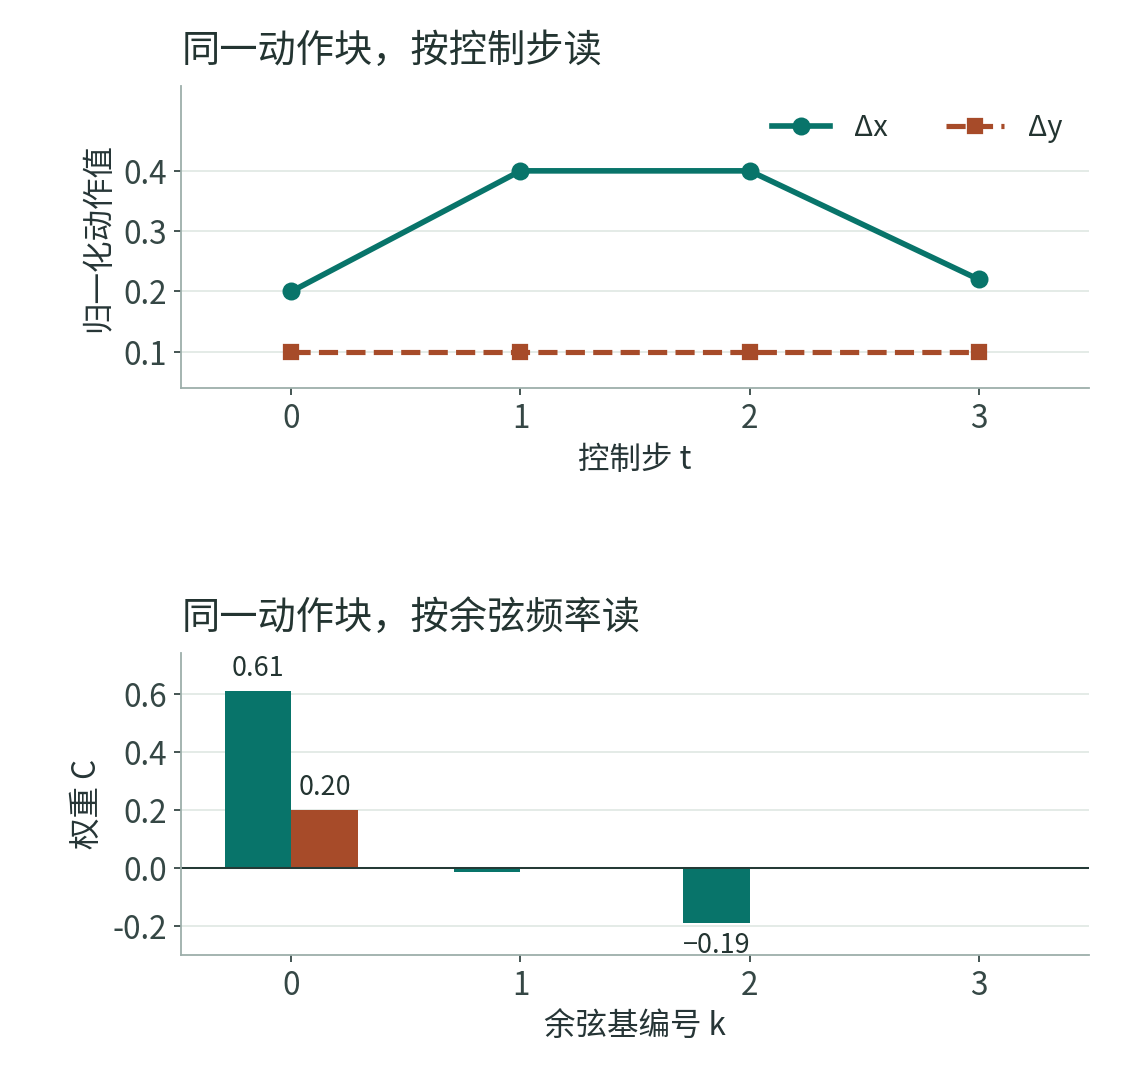 同一动作块，按控制步读
Δx
Δy
归一化动作值
0.4
0.3
0.2
0.1
0 1 2 3
控制步 t
同一动作块，按余弦频率读
0.61
0.20
−0.19
权重 C
0.6
0.4
0.2
0.0
-0.2
0 1 2 3
余弦基编号 k